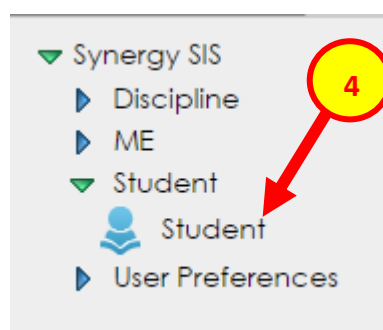 Synergy SIS
4
Discipline
ME
Student
Student
User Preferences